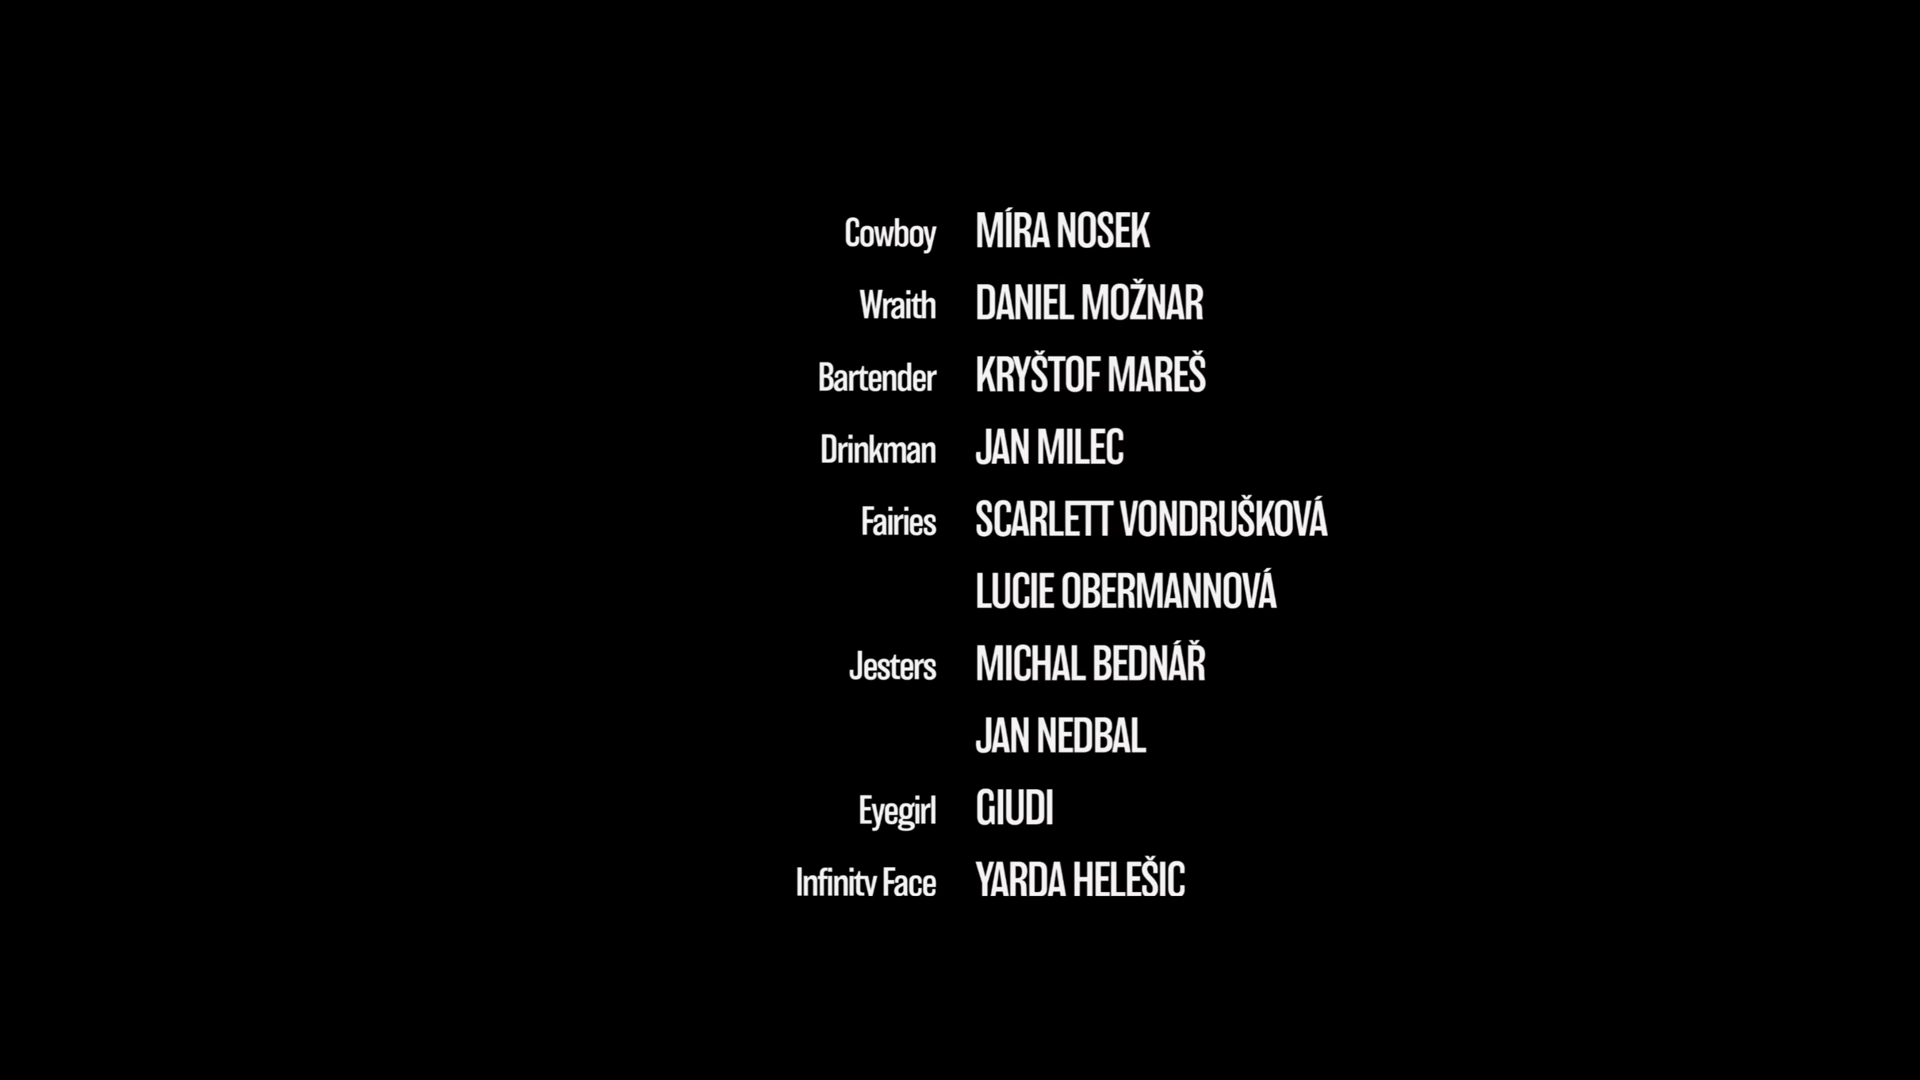 Cowboy MÍRA NOSEK
Wraith DANIEL MOŽNAR
Bartender KRYŠTOF MAREŠ
Drinkman JAN MILEC
Fairies SCARLETT VONDRUŠKOVÁ
LUCIE OBERMANNOVÁ
Jesters MICHAL BEDNÁŘ
JAN NEDBAL
Eyegirl GIUDI
Infinity Face YARDA HELEŠIC